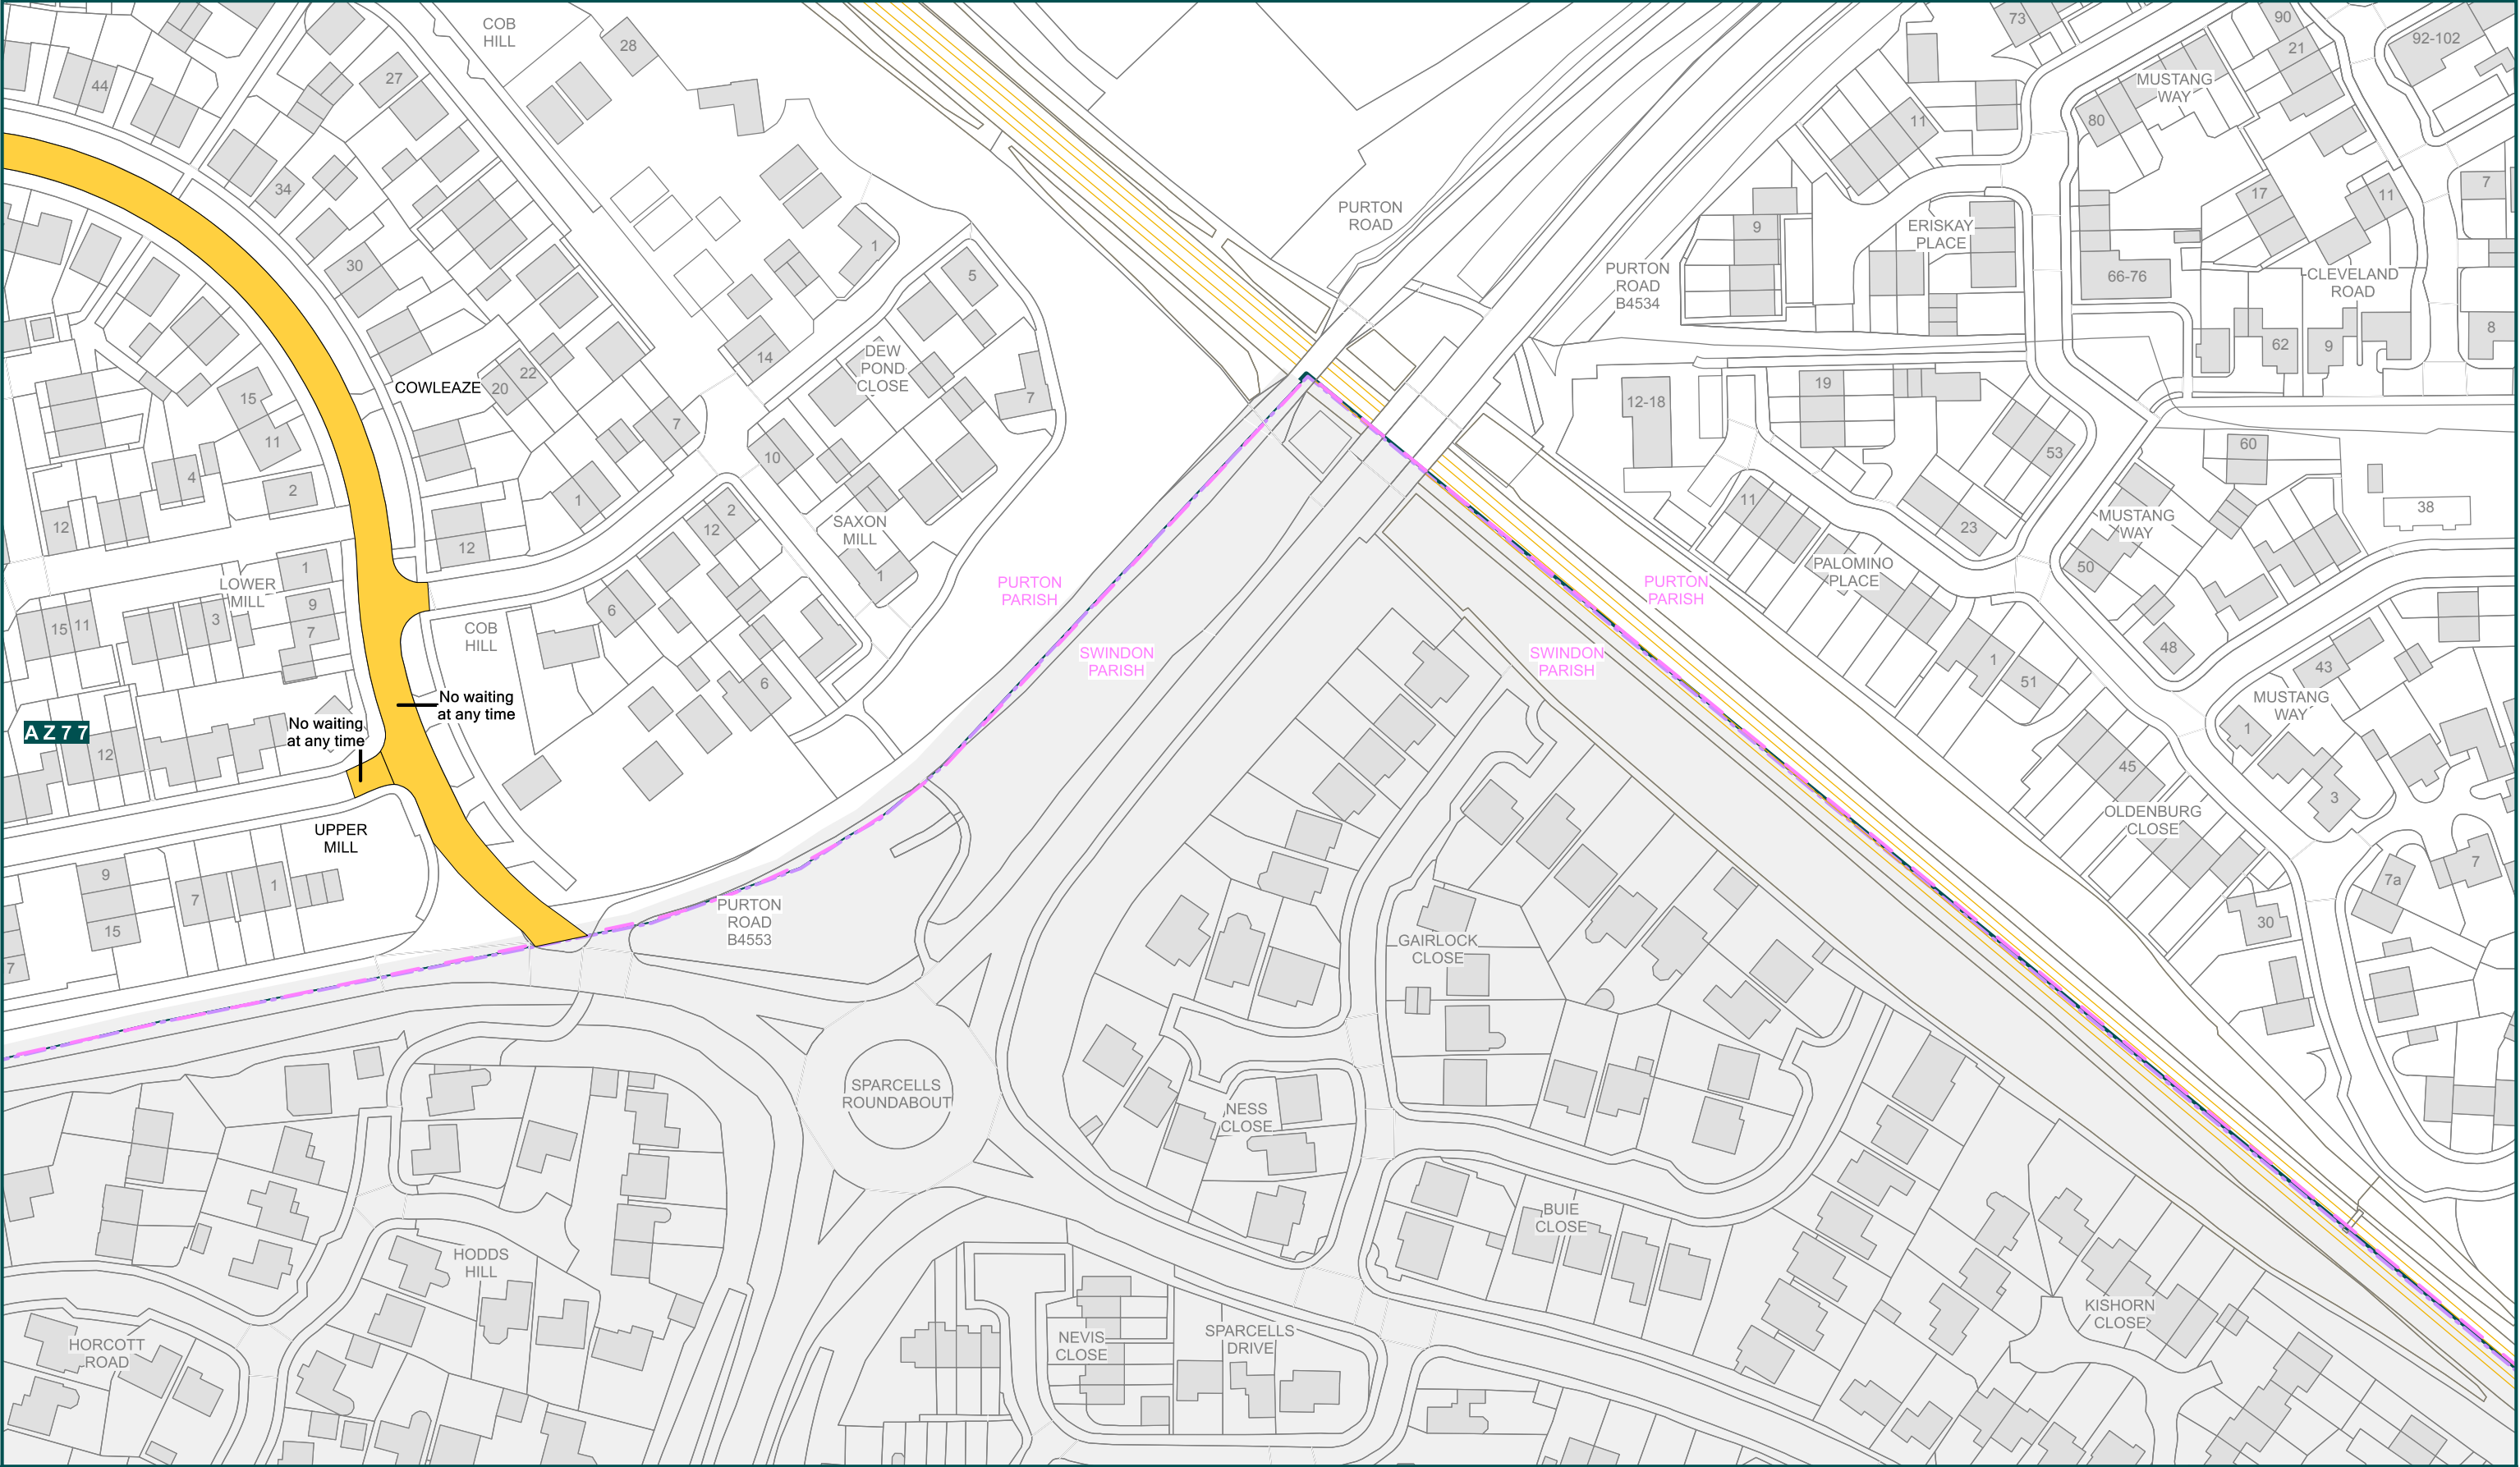 COB
HILL
28
44
27
34
30
1
5
14
DEW
POND
CLOSE
7
COWLEAZE
20
22
7
10
15
11
4
2
12
1
12
2
12
SAXON
MILL
1
LOWER
MILL
1
9
7
3
15
11
COB
HILL
6
6
No waiting
at any time
No waiting
at any time
AZ77
12
UPPER
MILL
9
15
7
1
7
PURTON
ROAD
B4553
PURTON
ROAD
PURTON
ROAD
B4534
PURTON
PARISH
SWINDON
PARISH
PURTON
PARISH
SWINDON
PARISH
73
11
9
ERISKAY
PLACE
MUSTANG
WAY
80
90
21
92-102
7
17
11
66-76
CLEVELAND
ROAD
62
9
8
12-18
19
53
11
23
PALOMINO
PLACE
1
51
MUSTANG
WAY
50
48
60
38
43
MUSTANG
WAY
1
3
45
OLDENBURG
CLOSE
30
7a
7
GAIRLOCK
CLOSE
SPARCELLS
ROUNDABOUT
NESS
CLOSE
BUIE
CLOSE
HODDS
HILL
HORCOTT
ROAD
NEVIS
CLOSE
SPARCELLS
DRIVE
KISHORN
CLOSE